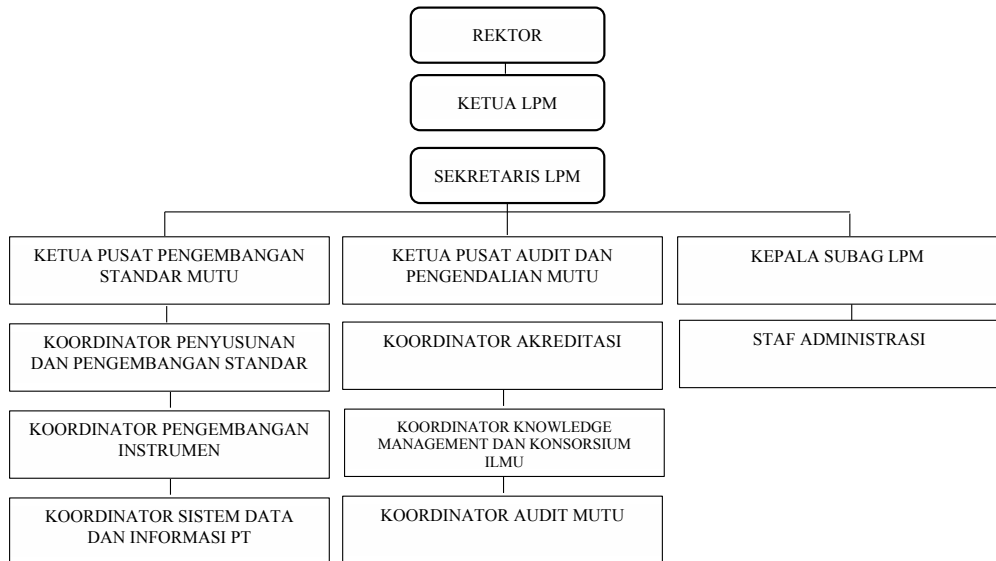 REKTOR
KETUA LPM
SEKRETARIS LPM
KETUA PUSAT PENGEMBANGAN
STANDAR MUTU
KETUA PUSAT AUDIT DAN
PENGENDALIAN MUTU
KEPALA SUBAG LPM
KOORDINATOR PENYUSUNAN
DAN PENGEMBANGAN STANDAR
KOORDINATOR AKREDITASI
STAF ADMINISTRASI
KOORDINATOR PENGEMBANGAN
INSTRUMEN
KOORDINATOR KNOWLEDGE
MANAGEMENT DAN KONSORSIUM
ILMU
KOORDINATOR SISTEM DATA
DAN INFORMASI PT
KOORDINATOR AUDIT MUTU